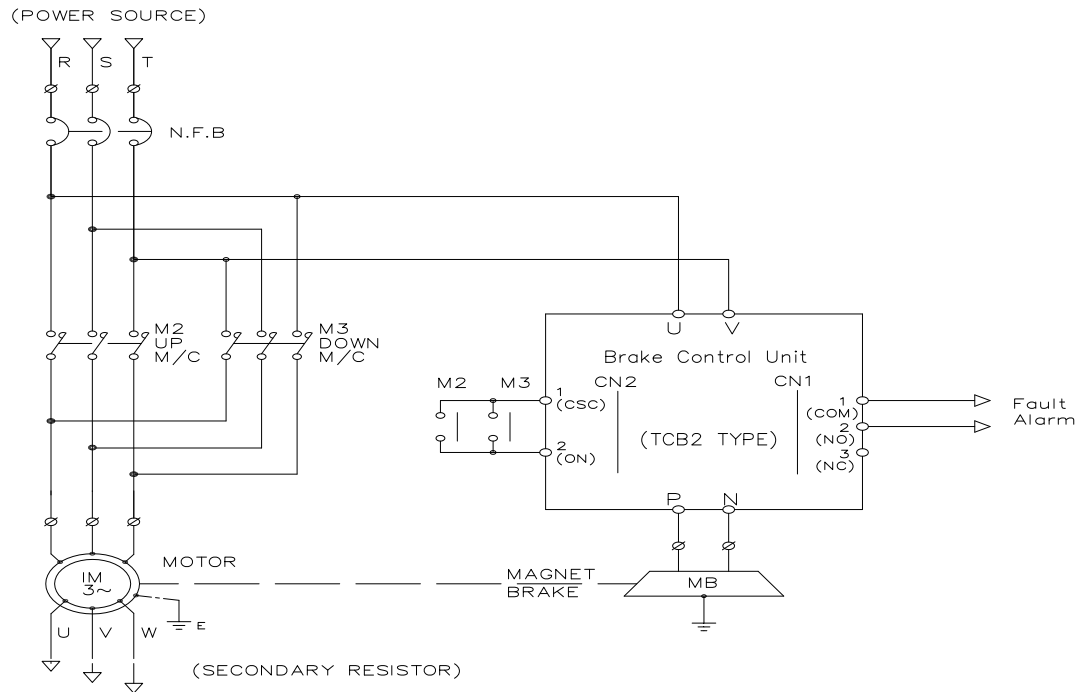 (POWER SOURCE)
R S T
N.F.B
M2
UP
M/C
M3
DOWN
M/C
U V
Brake Control Unit
M2 M3
CN2 CN1
1
(CSC)
2
(ON)
(TCB2 TYPE)
1
(COM)
2
(NO)
3
(NC)
Fault
Alarm
P N
MOTOR
IM
3~
MAGNET
BRAKE
MB
E
U V W
(SECONDARY RESISTOR)